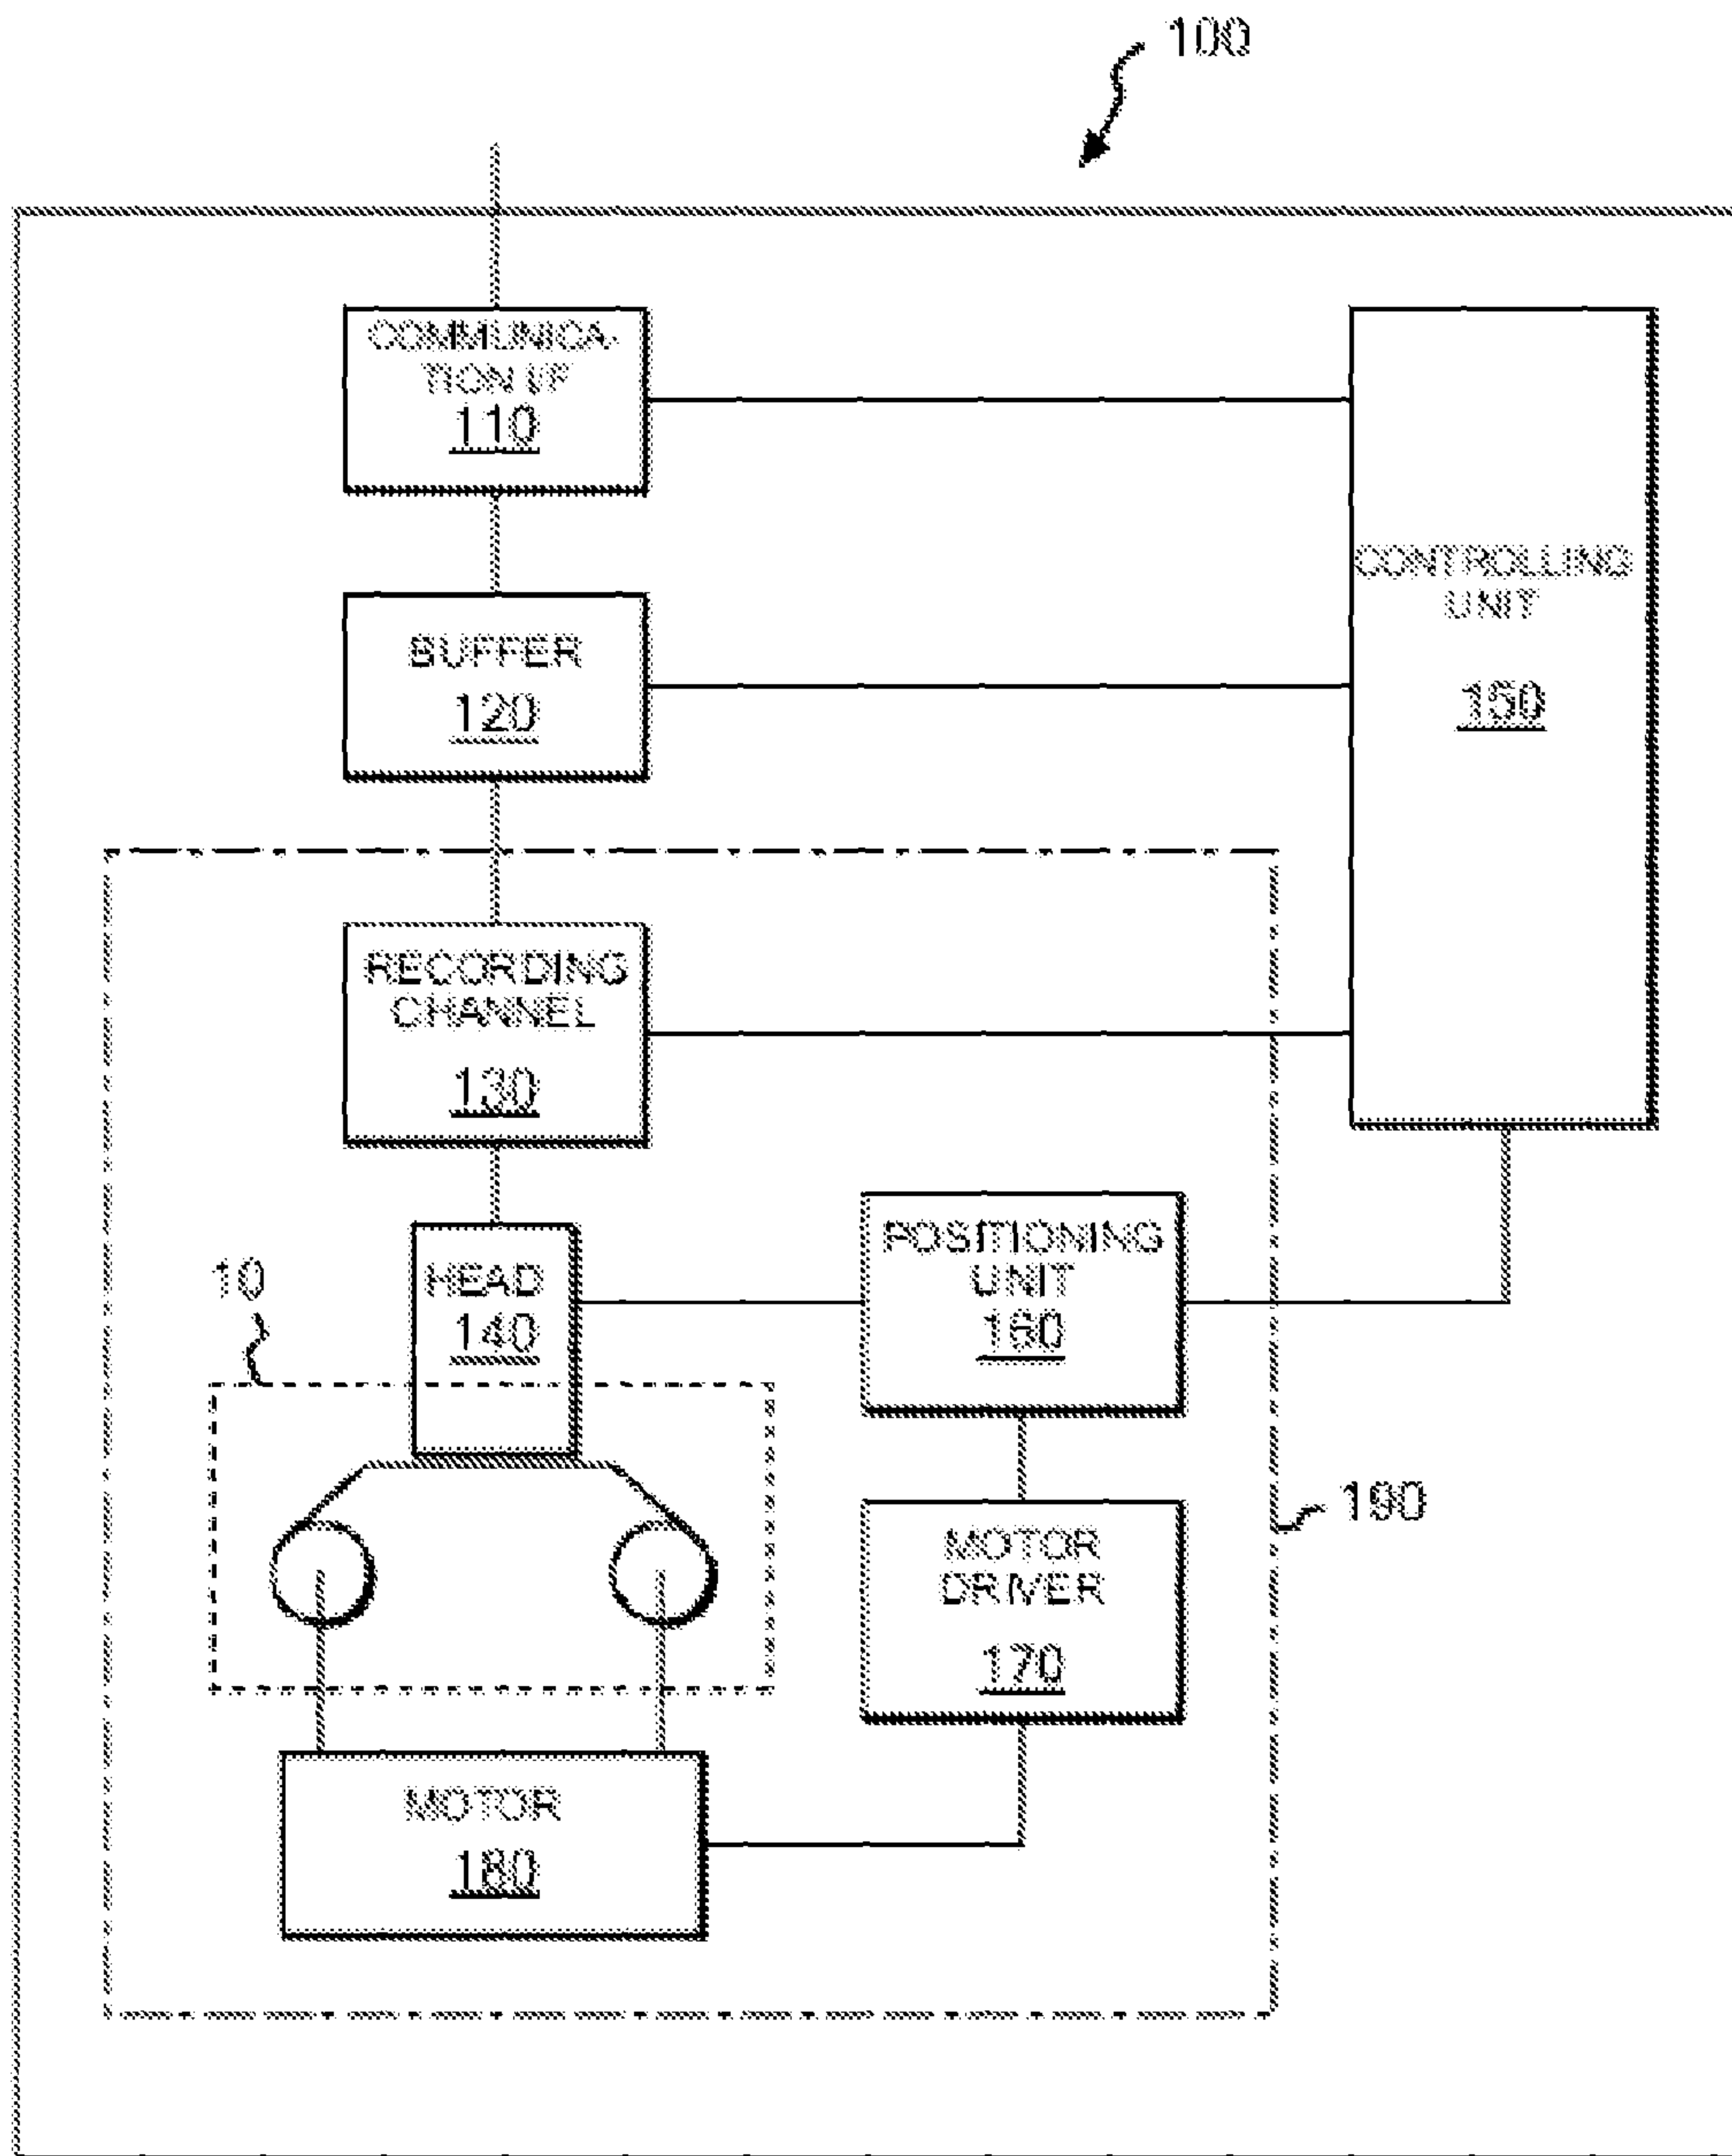 100
COMMUNICA-
TION I/F
110
CONTROLLING
UNIT
150
BUFFER
120
RECORDING
CHANNEL
130
HEAD
140
POSITIONING
UNIT
160
10
MOTOR
DRIVER
170
190
MOTOR
180